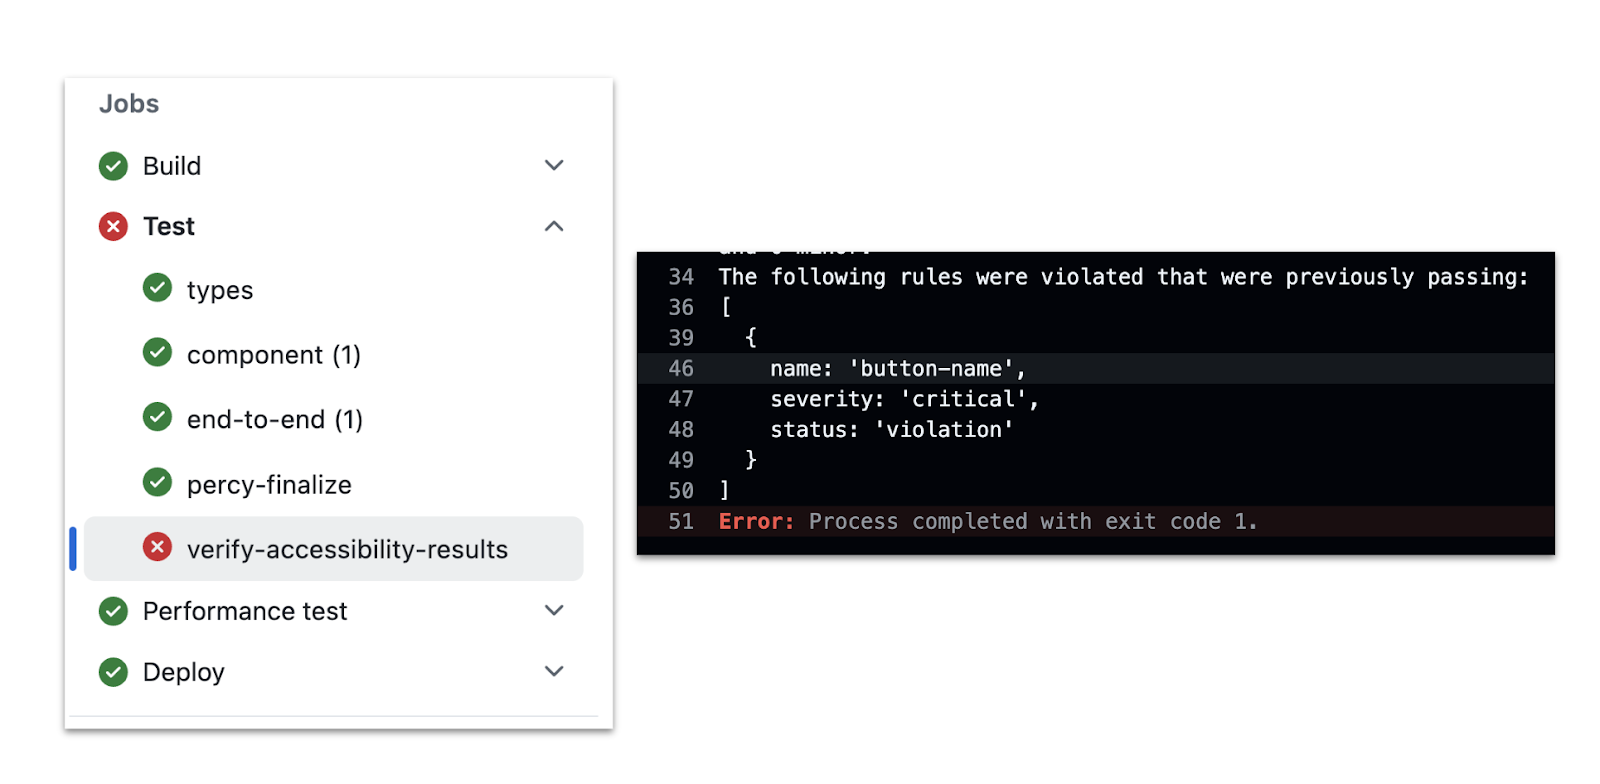 Jobs
Build
Test
types
component (1)
end-to-end (1)
percy-finalize
verify-accessibility-results
Performance test
Deploy
34 The following rules were violated that were previously passing:
36 [
39 {
46 name: 'button-name',
47 severity: 'critical',
48 status: 'violation'
49 }
50 ]
51 Error: Process completed with exit code 1.